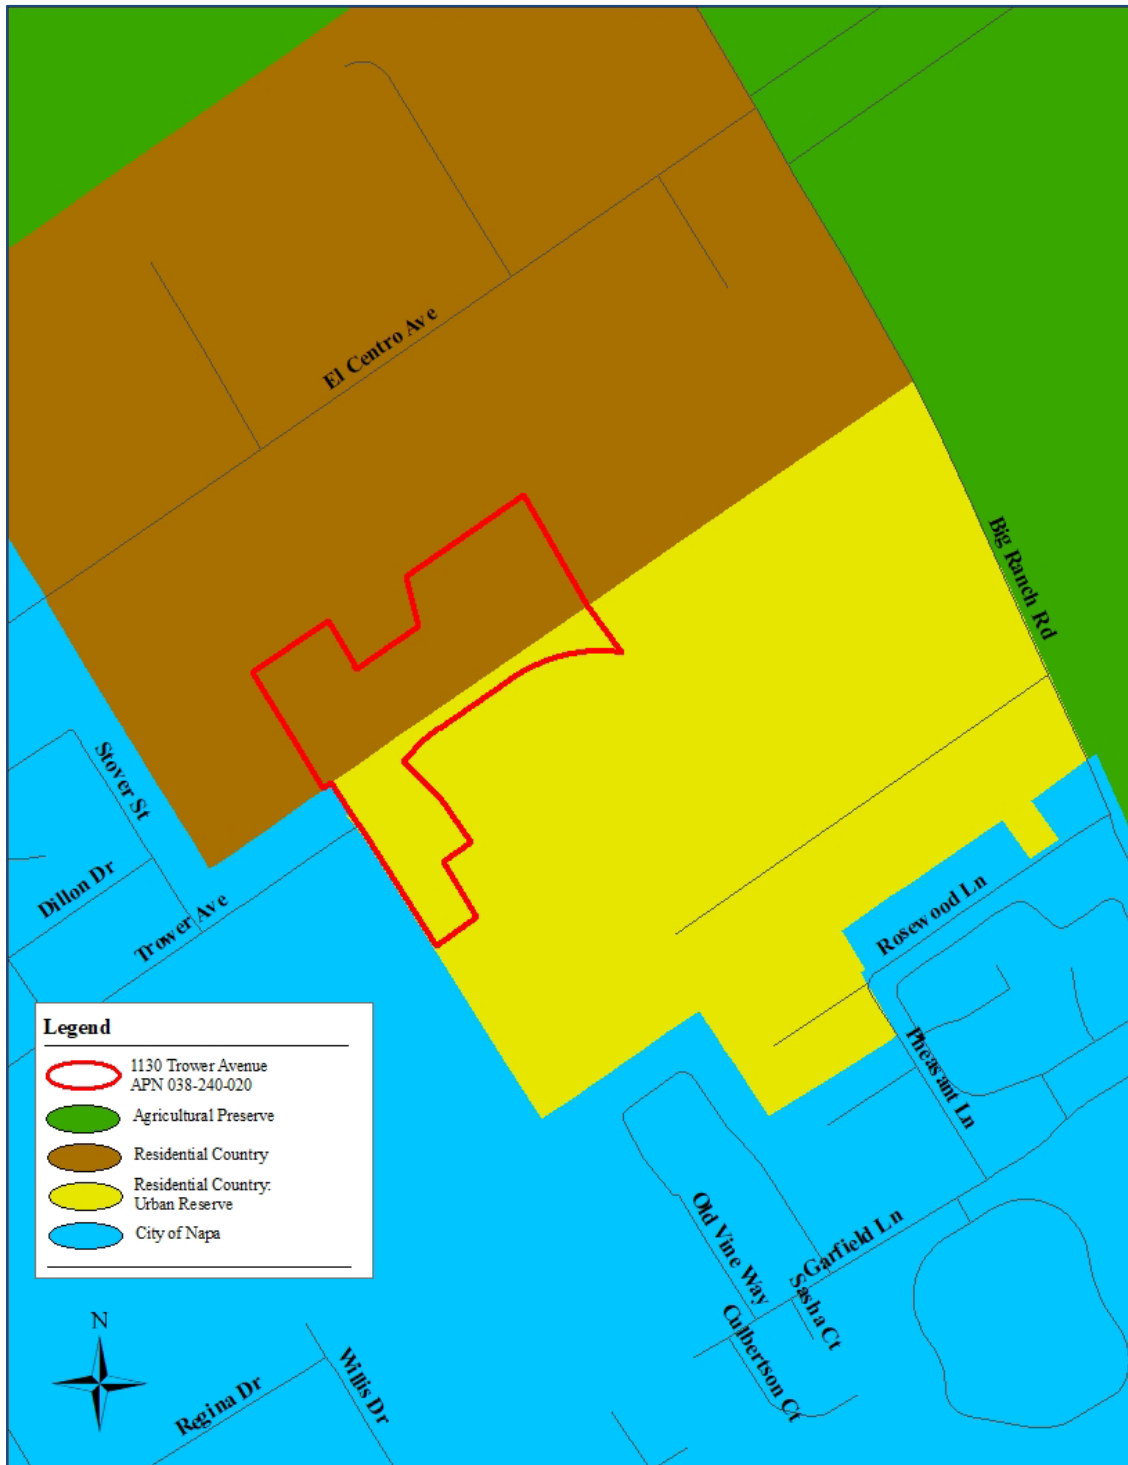 El Centro Ave
Big Ranch Rd
Stover St
Dillon Dr
Trower Ave
Rosewood Ln
Pheasant Ln
Legend
1130 Trower Avenue
APN 038-240-020
Agricultural Preserve
Residential Country
Residential Country:
Urban Reserve
City of Napa
Old Vine Way
Garfield Ln
Sasha Ct
Culbertson Ct
N
Willis Dr
Regina Dr